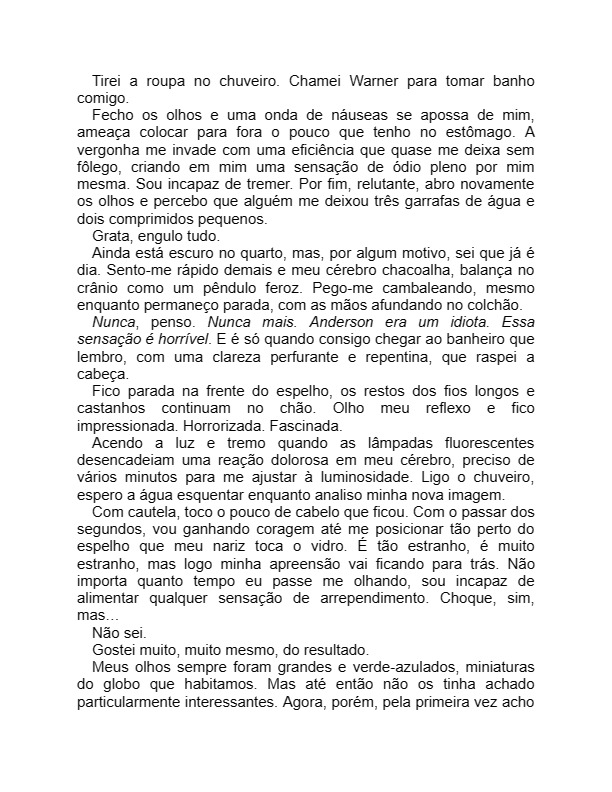 Tirei a roupa no chuveiro. Chamei Warner para tomar banho
comigo.
Fecho os olhos e uma onda de náuseas se apossa de mim,
ameaça colocar para fora o pouco que tenho no estômago. A
vergonha me invade com uma eficiência que quase me deixa sem
fôlego, criando em mim uma sensação de ódio pleno por mim
mesma. Sou incapaz de tremer. Por fim, relutante, abro novamente
os olhos e percebo que alguém me deixou três garrafas de água e
dois comprimidos pequenos.
Grata, engulo tudo.
Ainda está escuro no quarto, mas, por algum motivo, sei que já é
dia. Sento-me rápido demais e meu cérebro chacoalha, balança no
crânio como um pêndulo feroz. Pego-me cambaleando, mesmo
enquanto permaneço parada, com as mãos afundando no colchão.
Nunca, penso. Nunca mais. Anderson era um idiota. Essa
sensação é horrível. E é só quando consigo chegar ao banheiro que
lembro, com uma clareza perfurante e repentina, que raspei a
cabeça.
Fico parada na frente do espelho, os restos dos fios longos e
castanhos continuam no chão. Olho meu reflexo e fico
impressionada. Horrorizada. Fascinada.
Acendo a luz e tremo quando as lâmpadas fluorescentes
desencadeiam uma reação dolorosa em meu cérebro, preciso de
vários minutos para me ajustar à luminosidade. Ligo o chuveiro,
espero a água esquentar enquanto analiso minha nova imagem.
Com cautela, toco o pouco de cabelo que ficou. Com o passar dos
segundos, vou ganhando coragem até me posicionar tão perto do
espelho que meu nariz toca o vidro. É tão estranho, é muito
estranho, mas logo minha apreensão vai ficando para trás. Não
importa quanto tempo eu passe me olhando, sou incapaz de
alimentar qualquer sensação de arrependimento. Choque, sim,
mas...
Não sei.
Gostei muito, muito mesmo, do resultado.
Meus olhos sempre foram grandes e verde-azulados, miniaturas
do globo que habitamos. Mas até então não os tinha achado
particularmente interessantes. Agora, porém, pela primeira vez acho